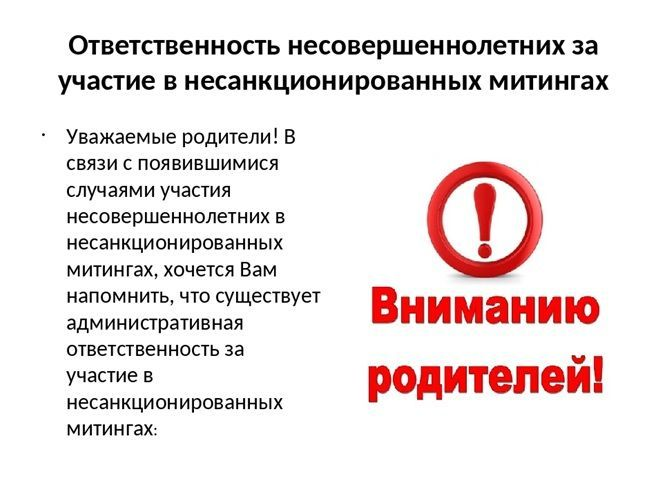 Ответственность несовершеннолетних за
участие в несанкционированных митингах
• Уважаемые родители! В
связи с появившимися
случаями участия
несовершеннолетних в
несанкционированных
митингах, хочется Вам
напомнить, что существует
административная
ответственность за
участие в
несанкционированных
митингах:
Вниманию
родителей!